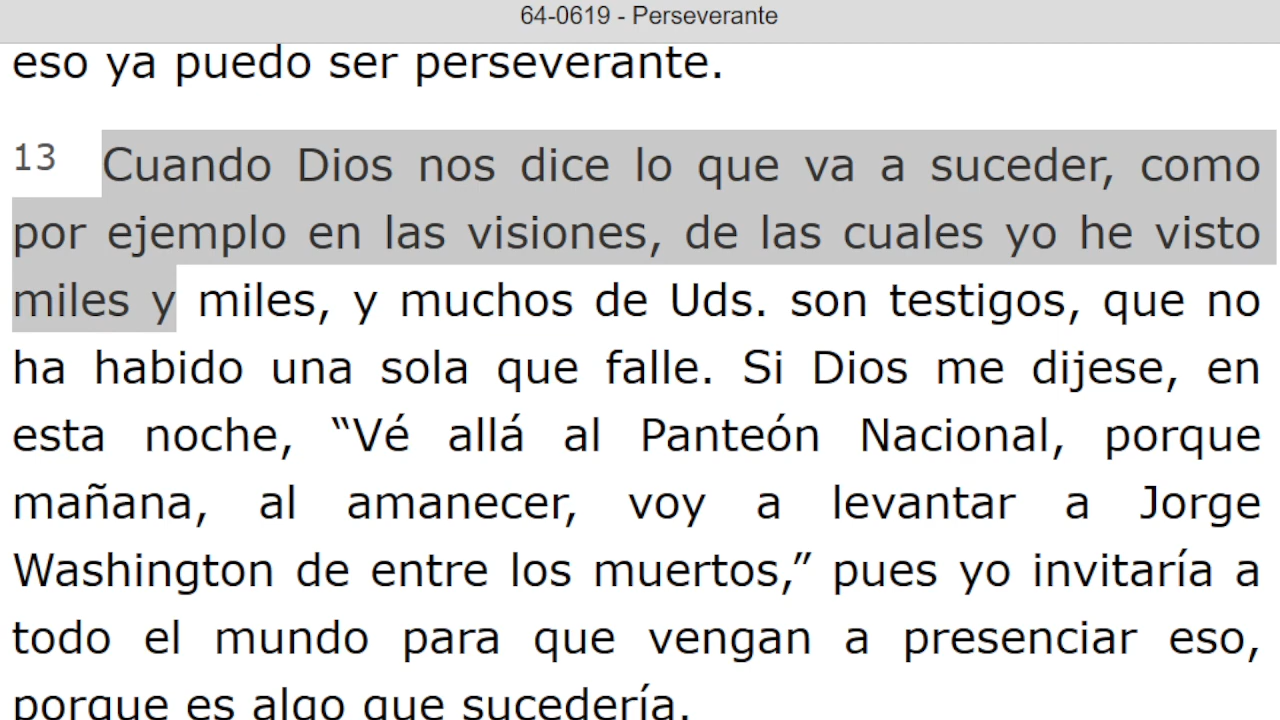 64-0619 - Perseverante
eso ya puedo ser perseverante.
13 Cuando Dios nos dice lo que va a suceder, como
por ejemplo en las visiones, de las cuales yo he visto
miles y miles, y muchos de Uds. son testigos, que no
ha habido una sola que falle. Si Dios me dijese, en
esta noche, “Vé allá al Panteón Nacional, porque
mañana, al amanecer, voy a levantar a Jorge
Washington de entre los muertos,” pues yo invitaría a
todo el mundo para que vengan a presenciar eso,
porque es algo que sucedería.